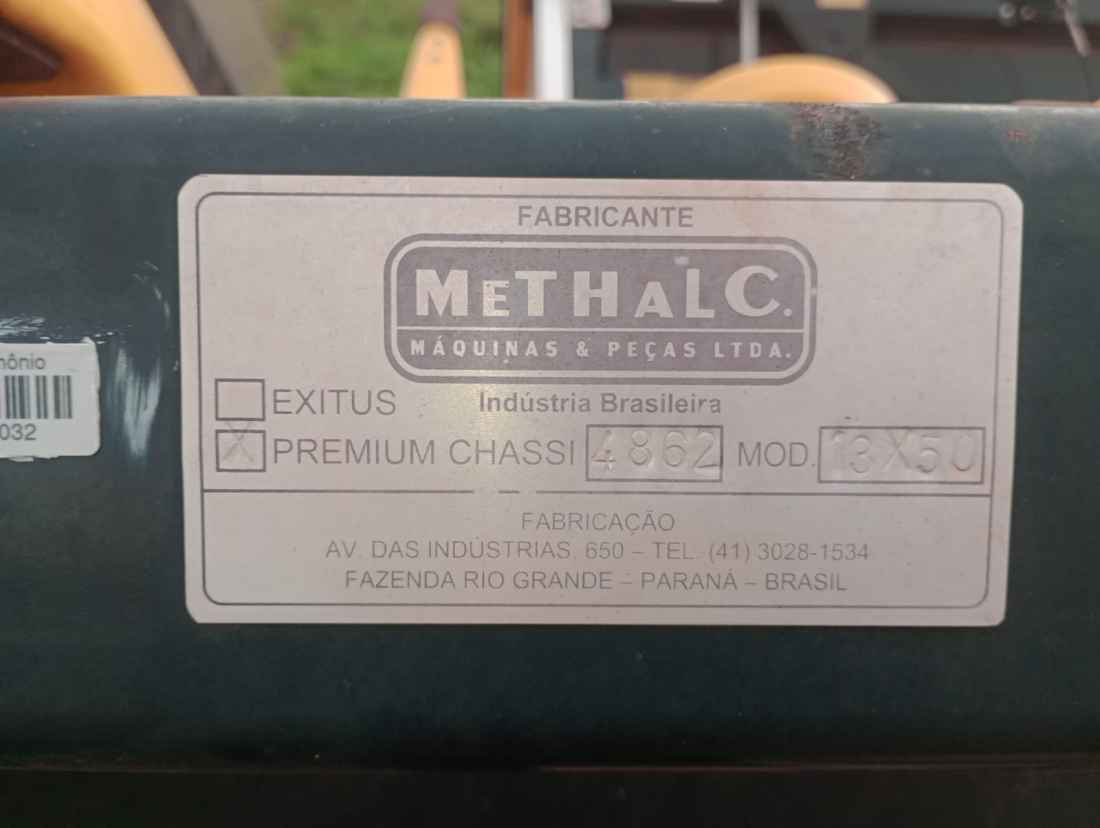 FABRICANTE
MeTHaLC.
MÁQUINAS & PEÇAS LTDA.
Indústria Brasileira
EXITUS
X PREMIUM CHASSI 4862 MOD. 13X50
FABRICAÇÃO
AV. DAS INDÚSTRIAS, 650 – TEL. (41) 3028-1534
FAZENDA RIO GRANDE – PARANÁ – BRASIL
mônio
032